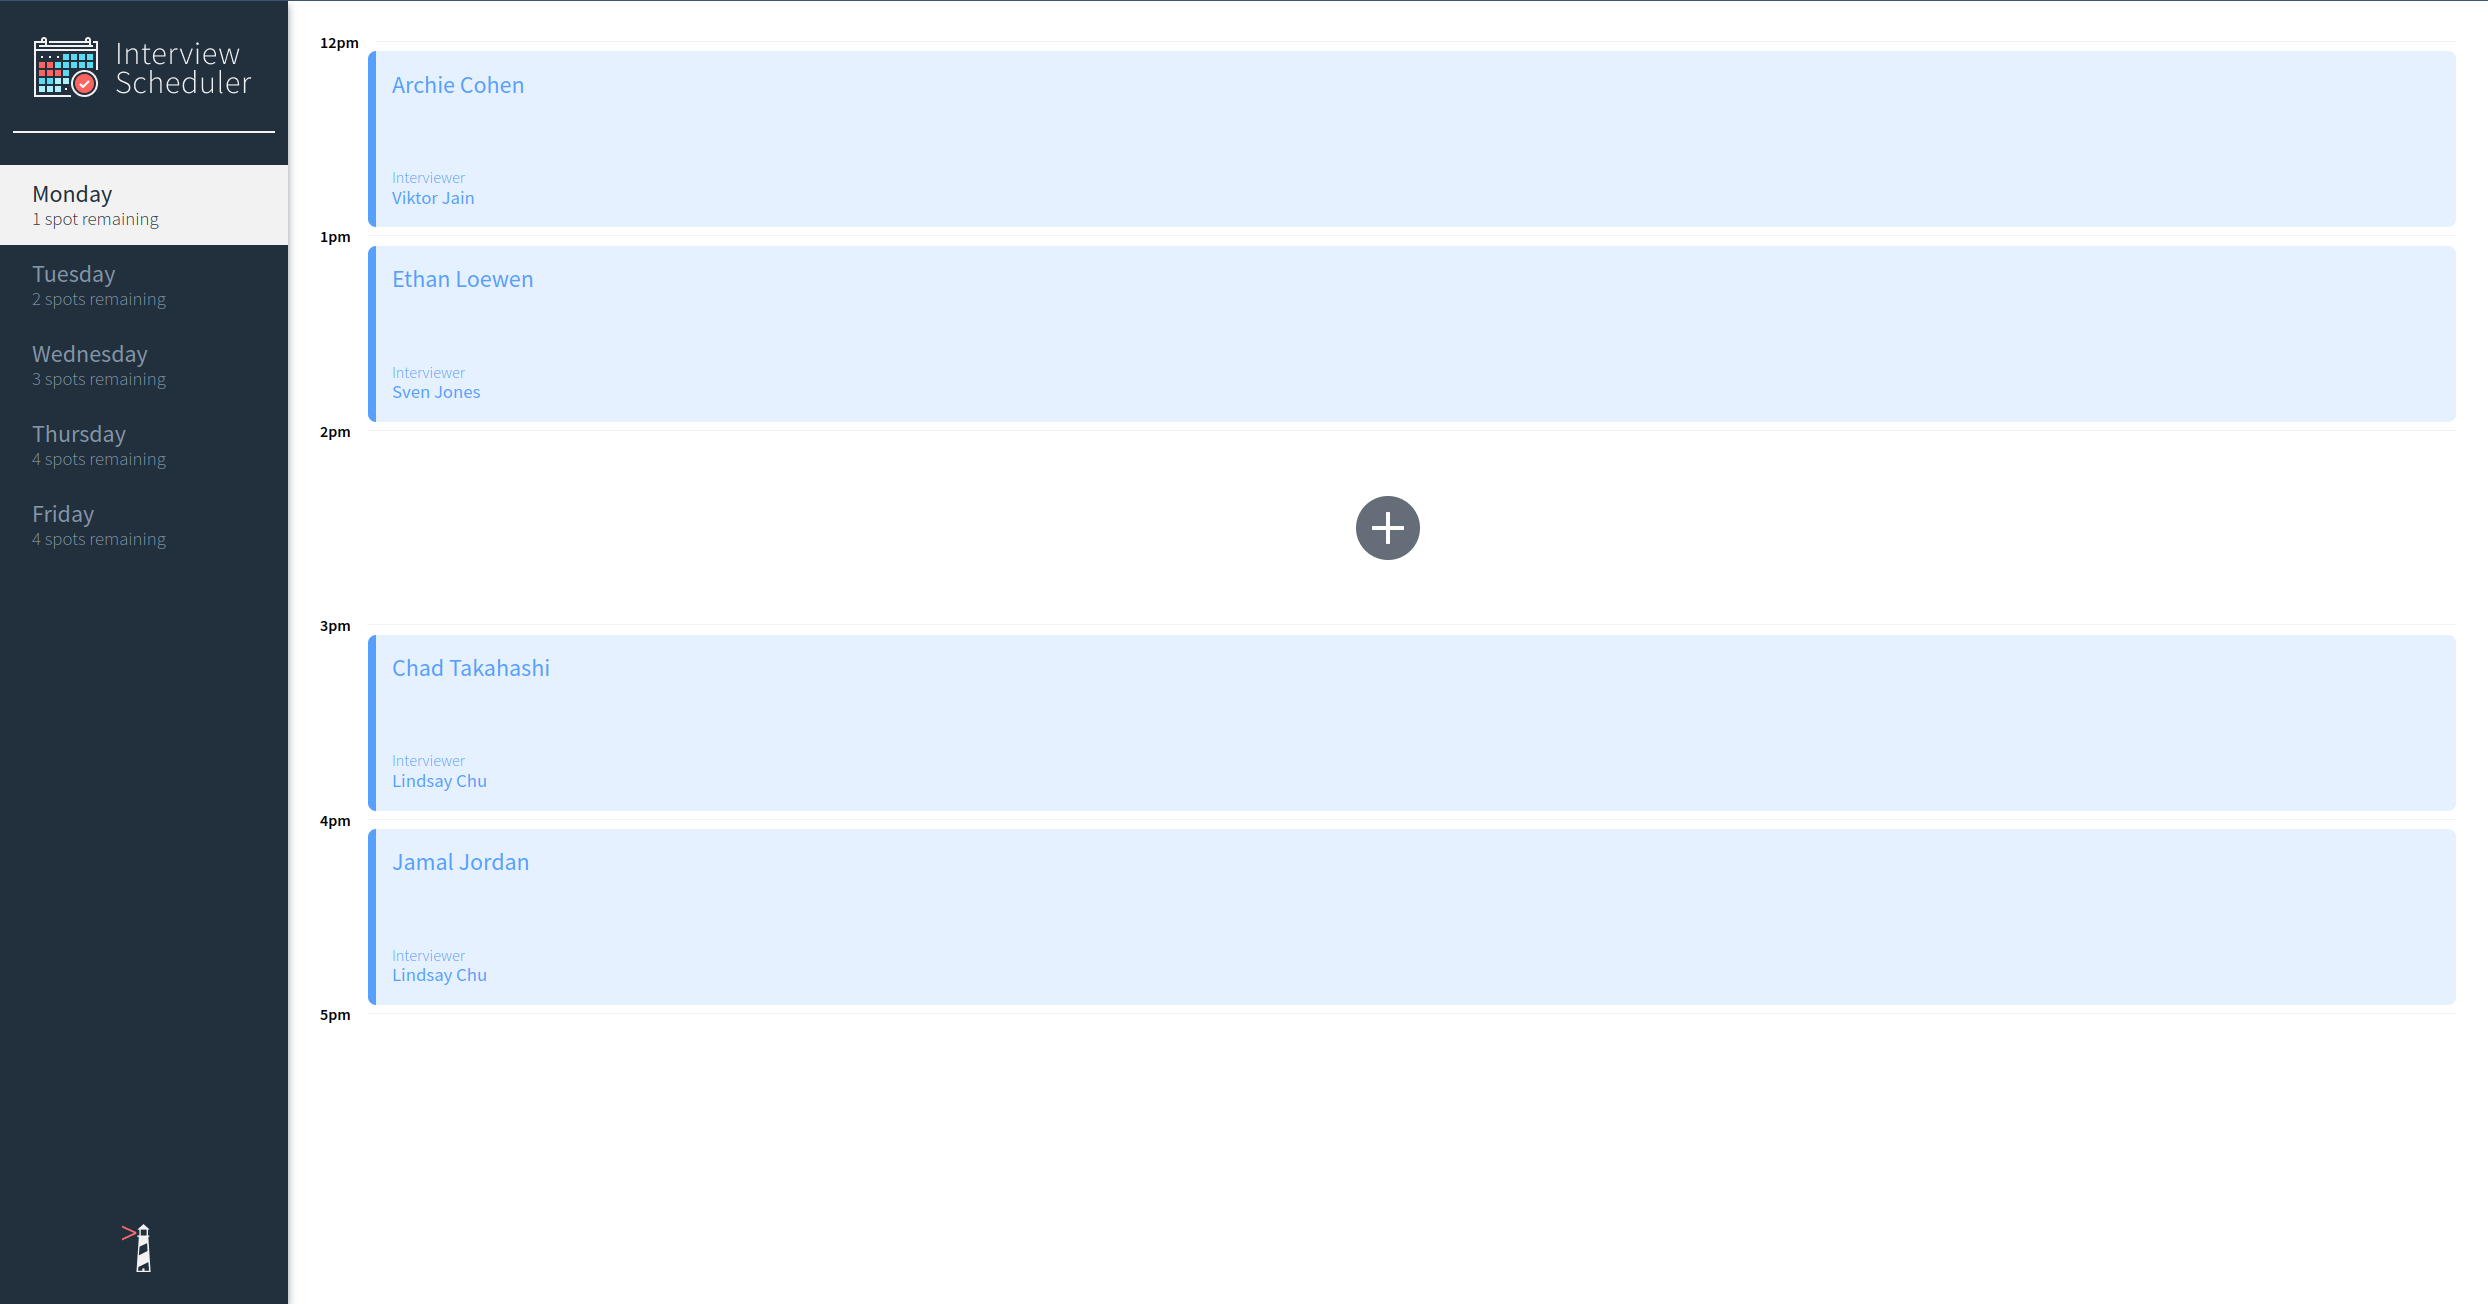 Interview
Scheduler
Monday
1 spot remaining
Tuesday
2 spots remaining
Wednesday
3 spots remaining
Thursday
4 spots remaining
Friday
4 spots remaining
12pm
Archie Cohen
Interviewer
Viktor Jain
1pm
Ethan Loewen
Interviewer
Sven Jones
2pm
3pm
Chad Takahashi
Interviewer
Lindsay Chu
4pm
Jamal Jordan
Interviewer
Lindsay Chu
5pm